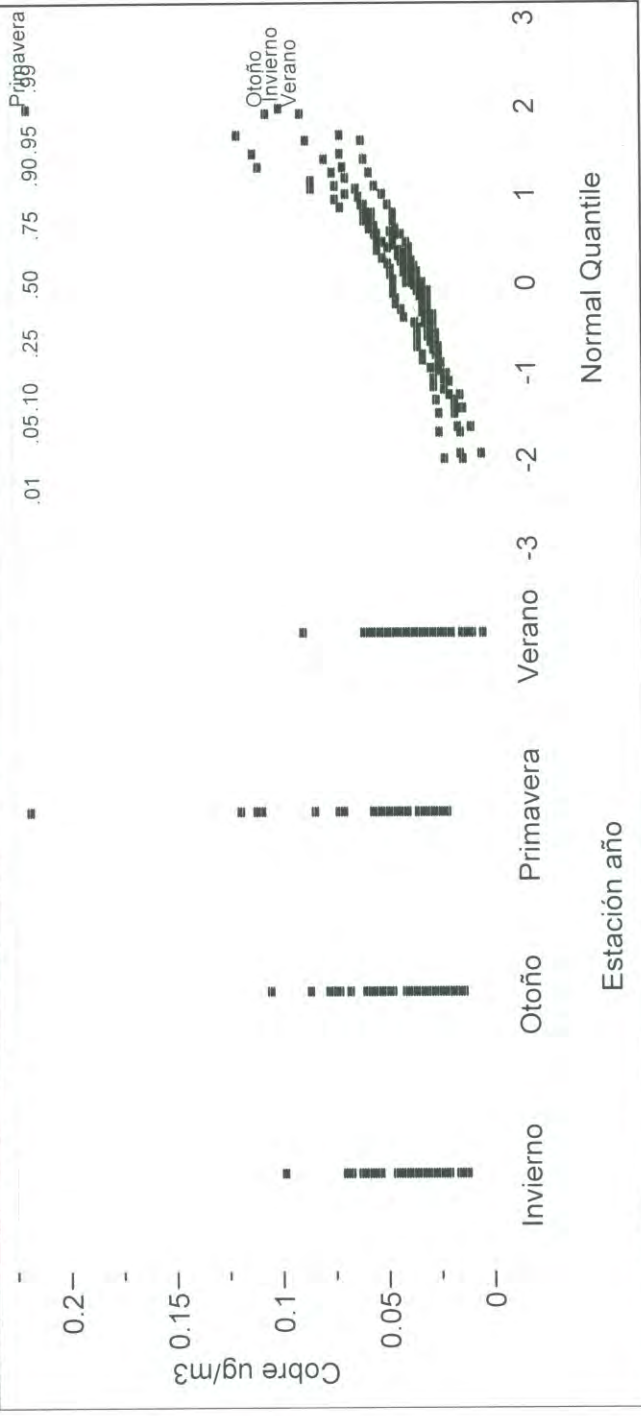 Primavera
.01 .05 .10 .25 .50 .75 .90 .95 .99
Otoño
Invierno
Verano
0.2
0.15
0.1
0.05
0
Cobre ug/m3
Invierno Otoño Primavera Verano
Estación año
-3 -2 -1 0 1 2 3
Normal Quantile